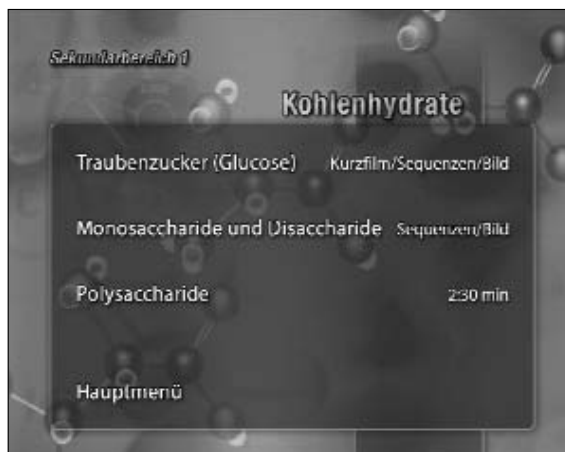 Sekundarbereich 1
Kohlenhydrate
Traubenzucker (Glucose) Kurzfilm/Sequenzen/Bild
Monosaccharide und Disaccharide Sequenzen/Bild
Polysaccharide 2:30 min
Hauptmenü